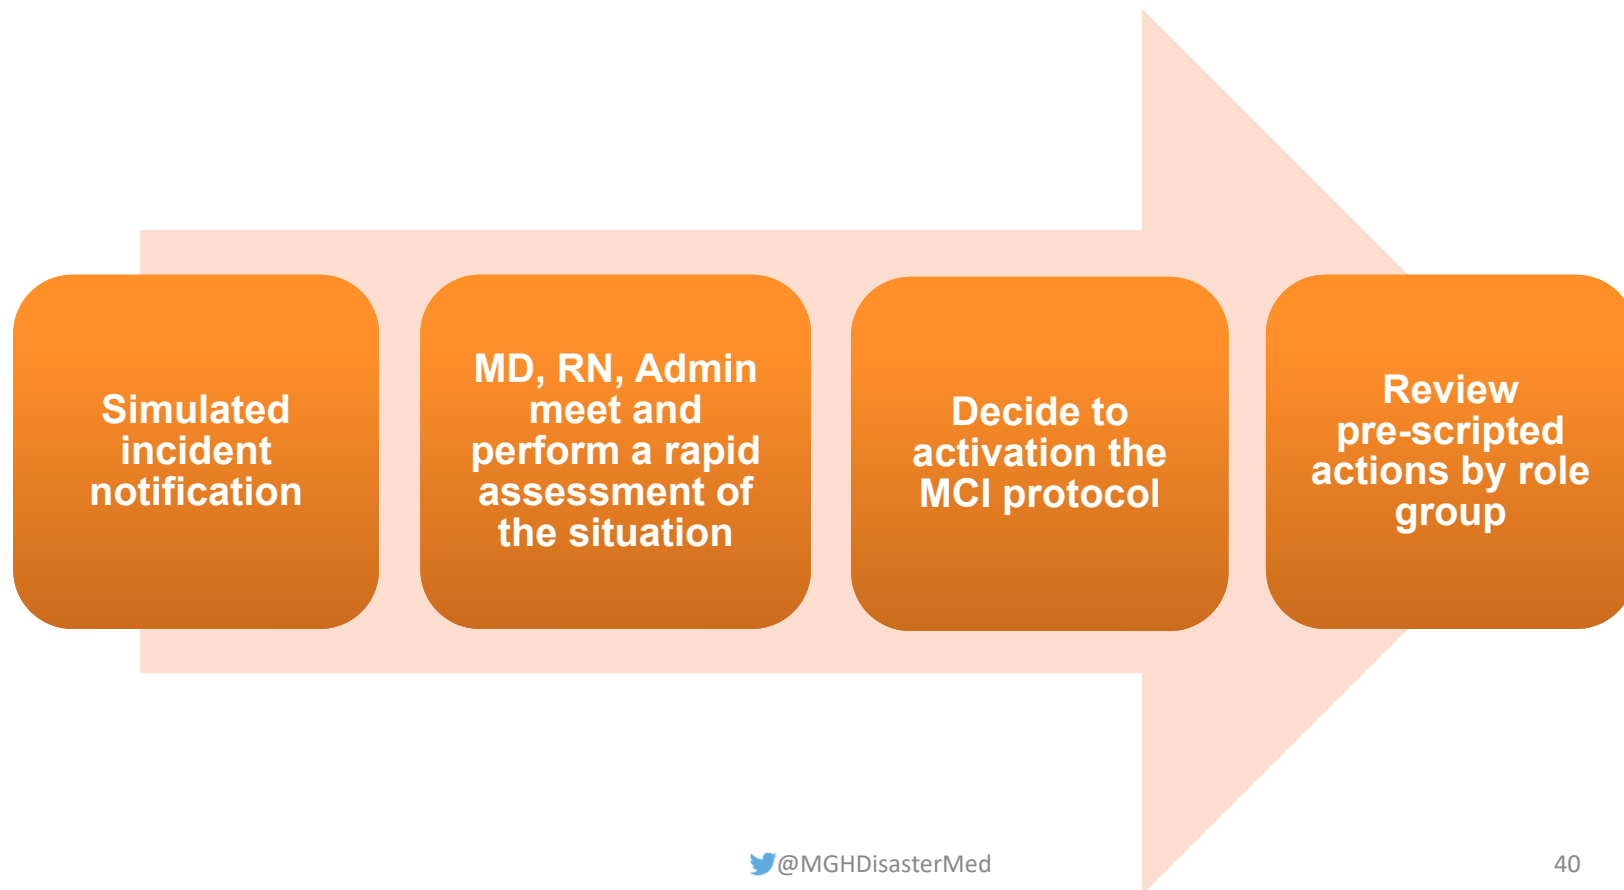 Simulated
incident
notification
MD, RN, Admin
meet and
perform a rapid
assessment of
the situation
Decide to
activation the
MCI protocol
Review
pre-scripted
actions by role
group
@MGHDisasterMed
40